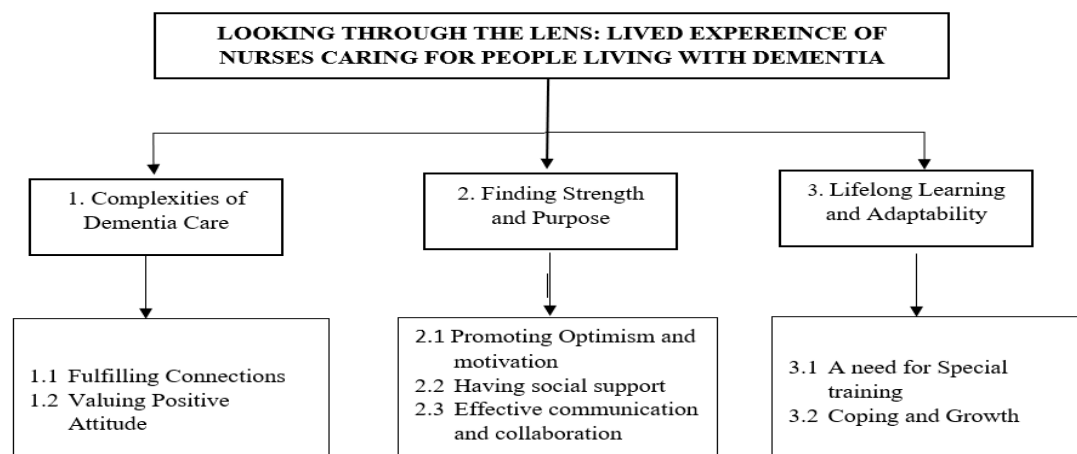 LOOKING THROUGH THE LENS: LIVED EXPEREINCE OF
NURSES CARING FOR PEOPLE LIVING WITH DEMENTIA
1. Complexities of
Dementia Care
2. Finding Strength
and Purpose
3. Lifelong Learning
and Adaptability
1.1 Fulfilling Connections
1.2 Valuing Positive
Attitude
2.1 Promoting Optimism and
motivation
2.2 Having social support
2.3 Effective communication
and collaboration
3.1 A need for Special
training
3.2 Coping and Growth